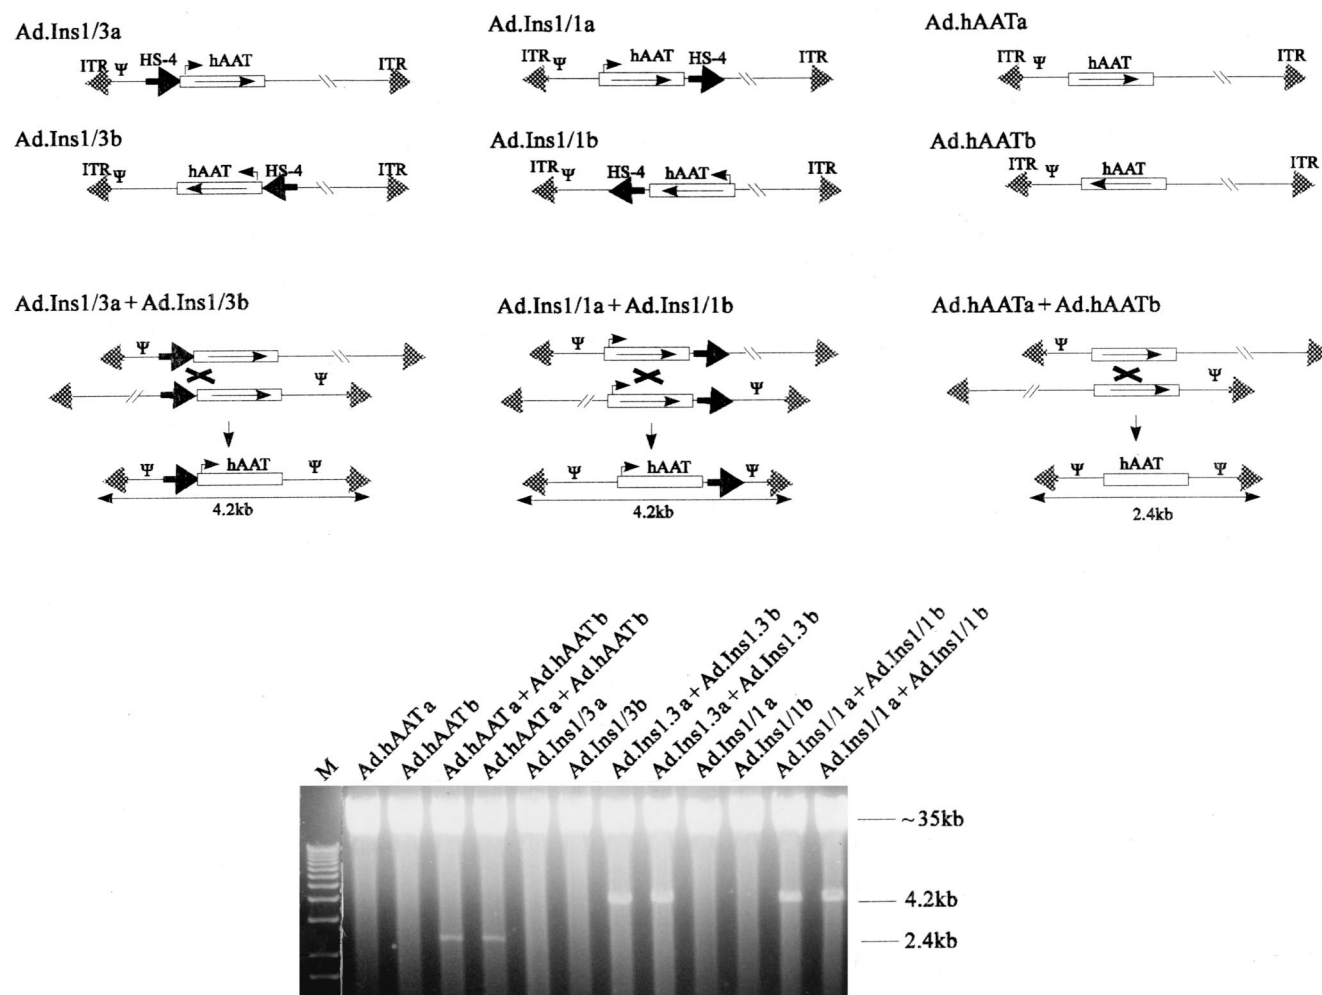 Ad.Ins1/3a
ITR Ψ HS-4 hAAT ITR
Ad.Ins1/1a
ITR Ψ hAAT HS-4 ITR
Ad.hAATa
ITR Ψ hAAT ITR
Ad.Ins1/3b
ITR Ψ hAAT HS-4 ITR
Ad.Ins1/1b
ITR Ψ HS-4 hAAT ITR
Ad.hAATb
ITR Ψ hAAT ITR
Ad.Ins1/3a + Ad.Ins1/3b
Ψ
Ψ
Ψ hAAT Ψ
4.2kb
Ad.Ins1/1a + Ad.Ins1/1b
Ψ
Ψ
Ψ hAAT Ψ
4.2kb
Ad.hAATa + Ad.hAATb
Ψ
Ψ
Ψ hAAT Ψ
2.4kb
M
Ad.hAATa
Ad.hAATb
Ad.hAATa + Ad.hAATb
Ad.hAATa + Ad.hAATb
Ad.Ins1/3a
Ad.Ins1/3b
Ad.Ins1.3a + Ad.Ins1.3b
Ad.Ins1.3a + Ad.Ins1.3b
Ad.Ins1/1a
Ad.Ins1/1b
Ad.Ins1/1a + Ad.Ins1/1b
Ad.Ins1/1a + Ad.Ins1/1b
~35kb
4.2kb
2.4kb